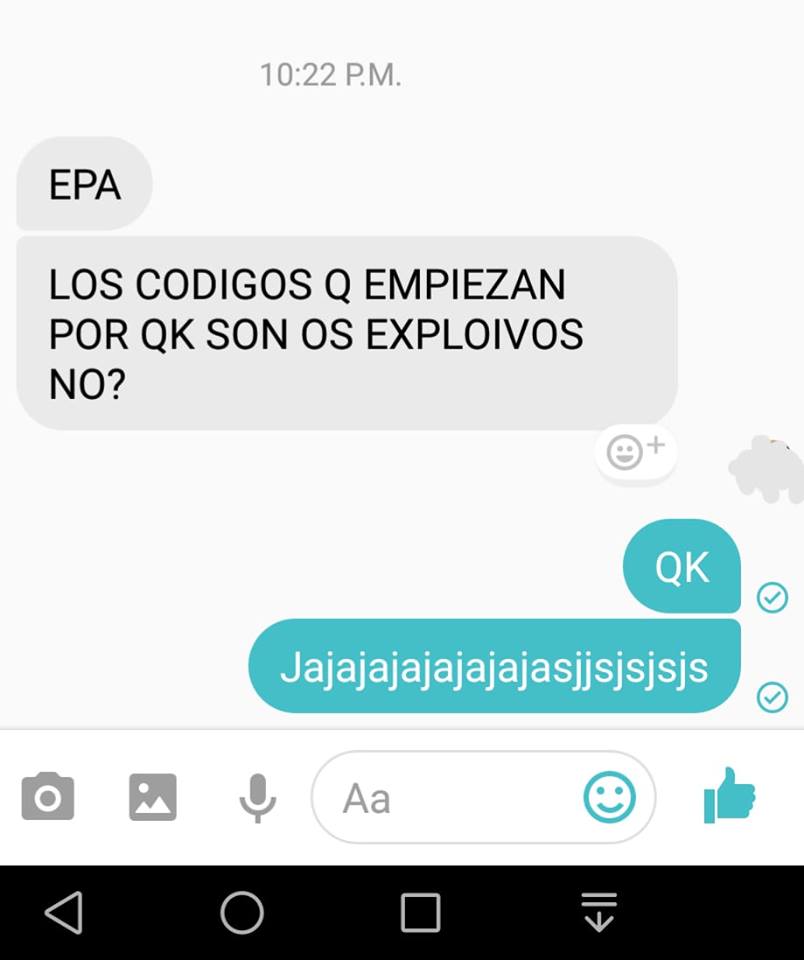 10:22 P.M.
EPA
LOS CODIGOS Q EMPIEZAN
POR QK SON OS EXPLOIVOS
NO?
QK
Jajajajajajajajasjjsjsjsjs
Aa